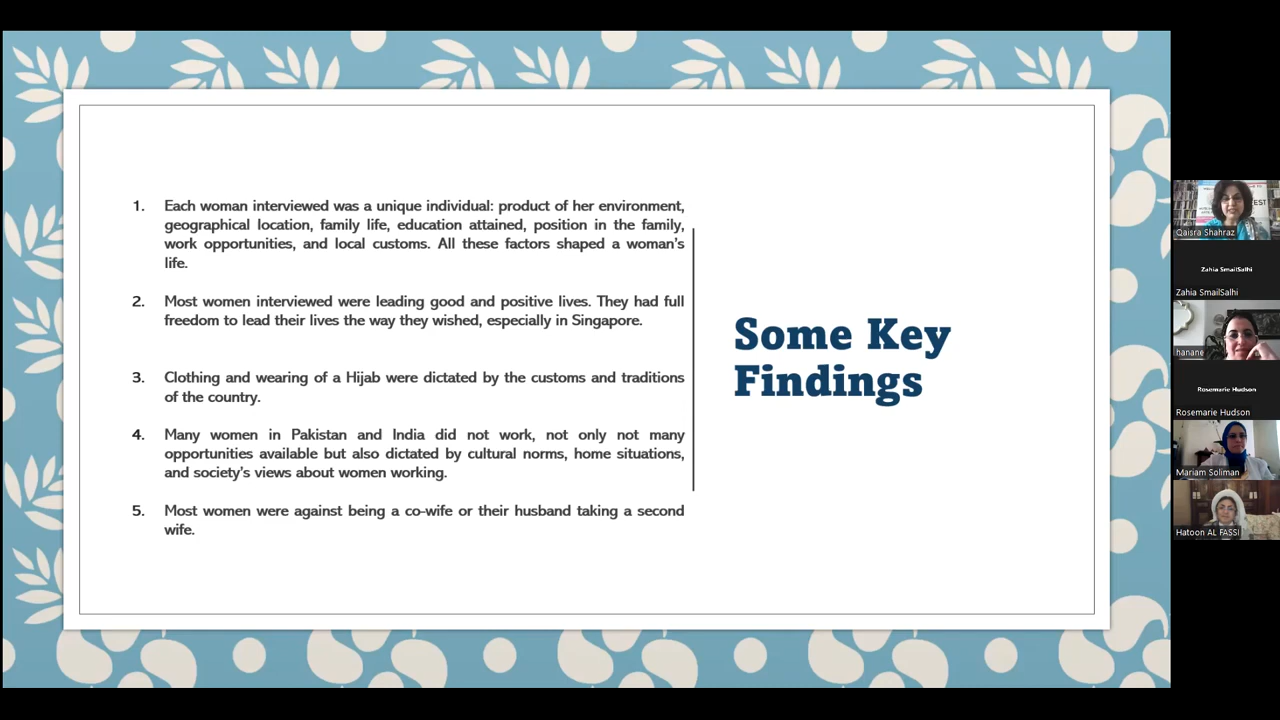 1. Each woman interviewed was a unique individual: product of her environment,
geographical location, family life, education attained, position in the family,
work opportunities, and local customs. All these factors shaped a woman's
life.
2. Most women interviewed were leading good and positive lives. They had full
freedom to lead their lives the way they wished, especially in Singapore.
3. Clothing and wearing of a Hijab were dictated by the customs and traditions
of the country.
4. Many women in Pakistan and India did not work, not only not many
opportunities available but also dictated by cultural norms, home situations,
and society's views about women working.
5. Most women were against being a co-wife or their husband taking a second
wife.
Some Key
Findings
Qaisra Shahraz
Zahia SmailSalhi
Zahia SmailSalhi
hanane
Rosemarie Hudson
Rosemarie Hudson
Mariam Soliman
Hatoon AL FASSI